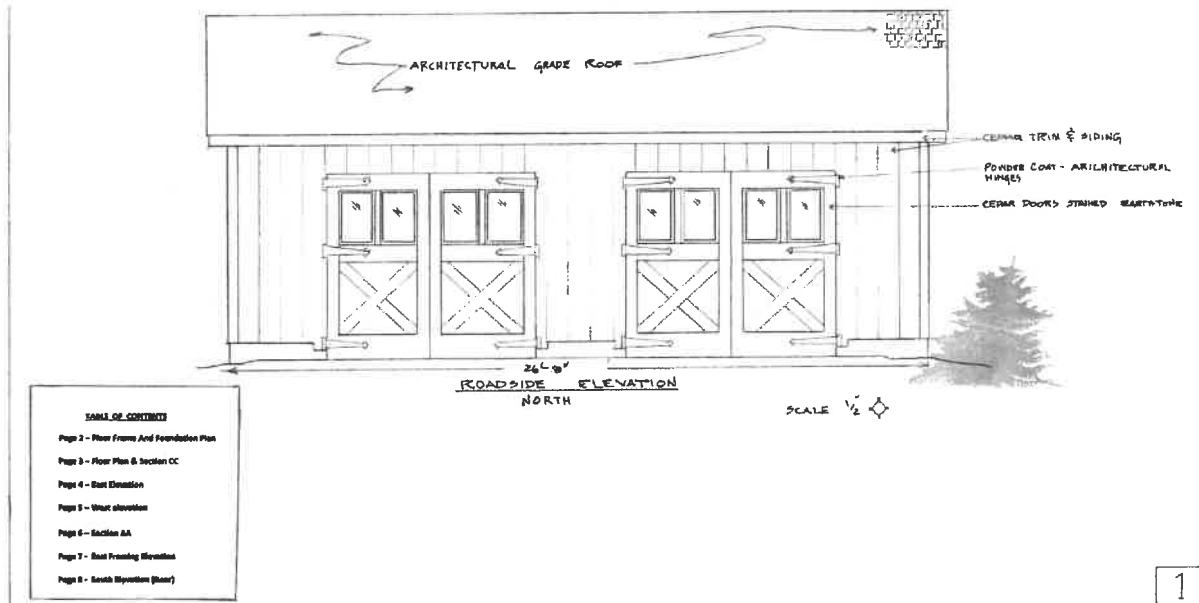 ARCHITECTURAL GRADE ROOF
CEDAR TRIM & SIDING
POWDER COAT - ARICHITECTURAL
HINGES
CEDAR DOORS STAINED EARTHTONE
26'-8"
ROADSIDE ELEVATION
NORTH
SCALE 1/2"
TABLE OF CONTENTS
Page 2 – Floor Frame And Foundation Plan
Page 3 – Floor Plan & Section CC
Page 4 – East Elevation
Page 5 – West elevation
Page 6 – Section AA
Page 7 – East Framing Elevation
Page 8 – South Elevation (Rear)
1